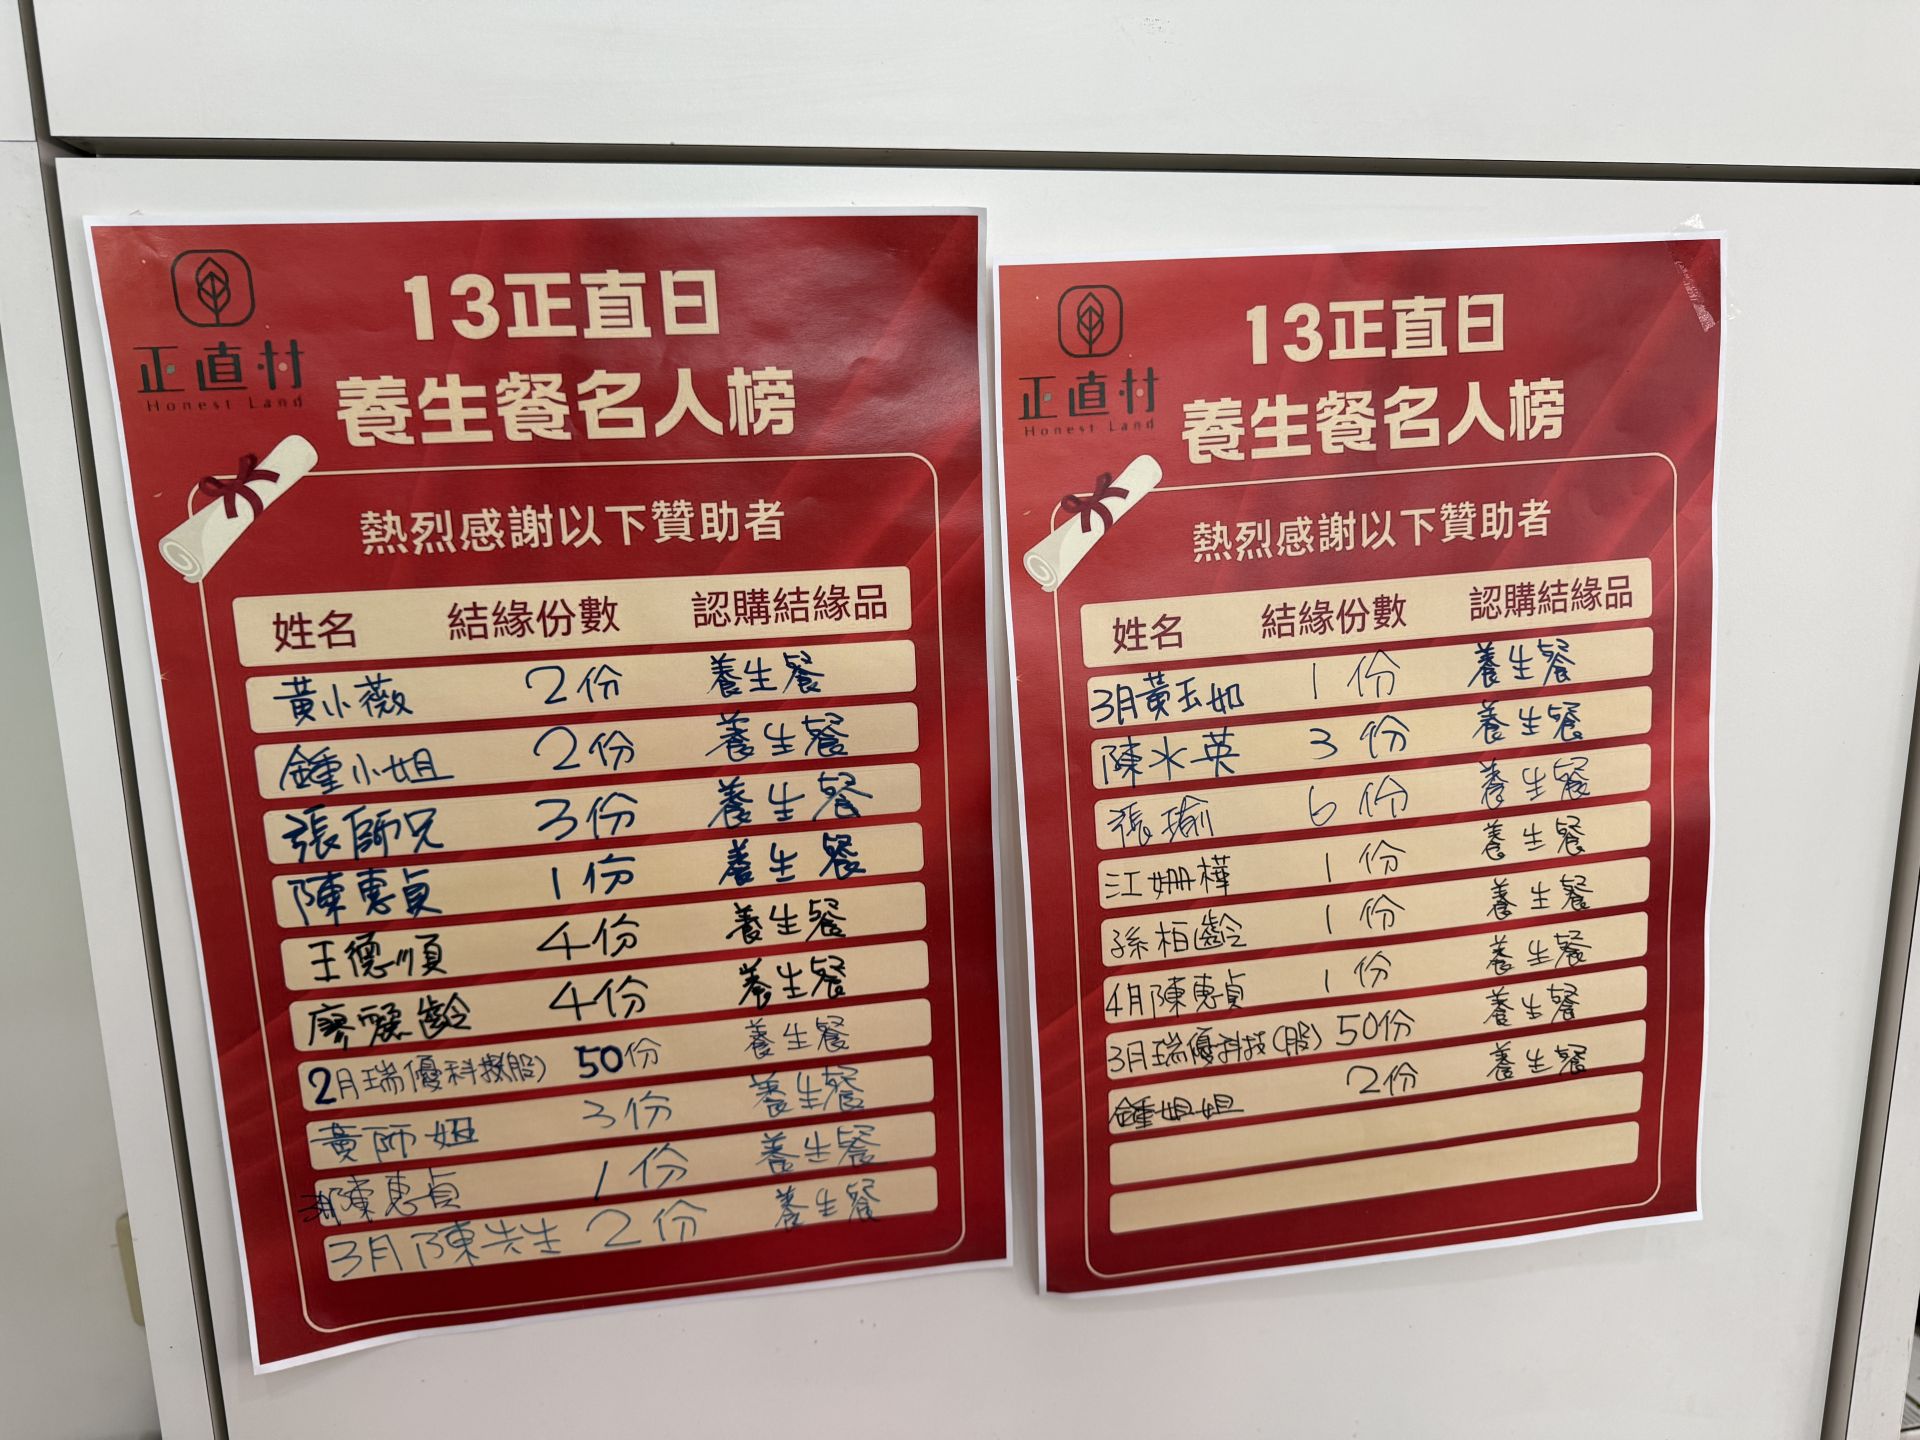 正直村
Honest Land
13正直日
養生餐名人榜
熱烈感謝以下贊助者
姓名 結緣份數 認購結緣品
黃小薇 2份 養生餐
鍾小姐 2份 養生餐
張師兄 3份 養生餐
陳惠貞 1份 養生餐
王德順 4份 養生餐
廖麗齡 4份 養生餐
2月瑞優科技(股) 50份 養生餐
黃師姐 3份 養生餐
3月陳惠貞 1份 養生餐
3月陳先生 2份 養生餐
正直村
Honest Land
13正直日
養生餐名人榜
熱烈感謝以下贊助者
姓名 結緣份數 認購結緣品
3月黃玉如 1份 養生餐
陳水英 3份 養生餐
張瑜 6份 養生餐
江姍樺 1份 養生餐
孫柏齡 1份 養生餐
4月陳惠貞 1份 養生餐
3月瑞優科技(股) 50份 養生餐
鍾姐姐 2份 養生餐